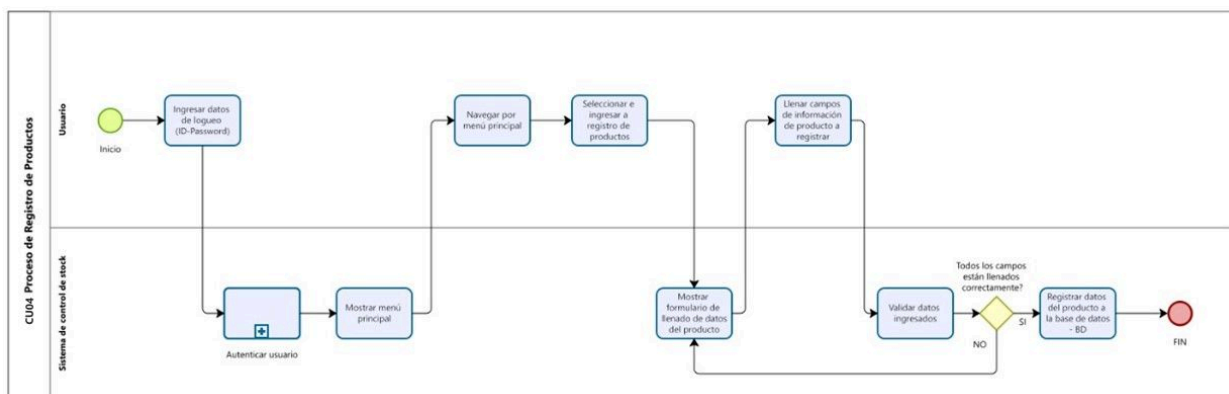 CU04 Proceso de Registro de Productos
Usuario
Inicio
Ingresar datos
de logueo
(ID-Password)
Navegar por
menú principal
Seleccionar e
ingresar a
registro de
productos
Llenar campos
de información
de producto a
registrar
Sistema de control de stock
Autenticar usuario
Mostrar menú
principal
Mostrar
formulario de
llenado de datos
del producto
Validar datos
ingresados
Todos los campos
están llenados
correctamente?
SI
NO
Registrar datos
del producto a
la base de datos
- BD
FIN